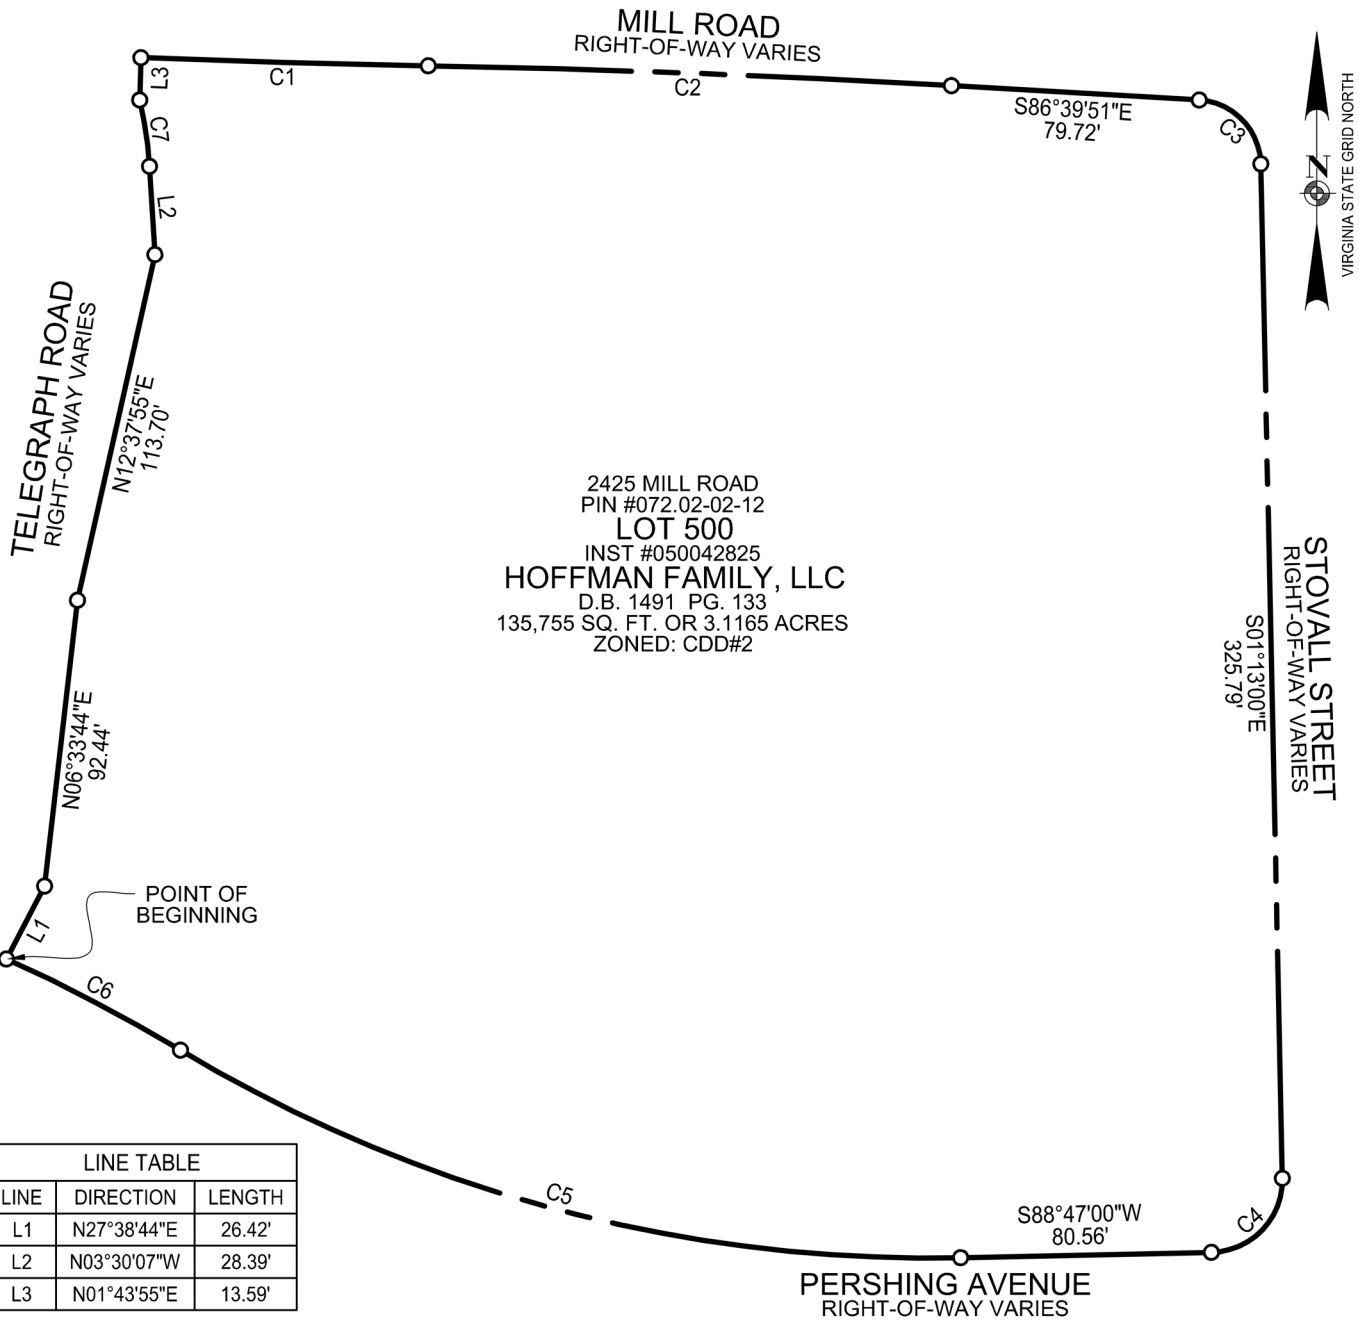 MILL ROAD
RIGHT-OF-WAY VARIES
L3
C1
C2
S86°39'51"E
79.72'
C3
C7
L2
N
VIRGINIA STATE GRID NORTH
TELEGRAPH ROAD
RIGHT-OF-WAY VARIES
N12°37'55"E
113.70'
2425 MILL ROAD
PIN #072.02-02-12
LOT 500
INST #050042825
HOFFMAN FAMILY, LLC
D.B. 1491 PG. 133
135,755 SQ. FT. OR 3.1165 ACRES
ZONED: CDD#2
STOVALL STREET
RIGHT-OF-WAY VARIES
S01°13'00"E
325.79'
N06°33'44"E
92.44'
POINT OF
BEGINNING
L1
C6
C5
S88°47'00"W
80.56'
C4
PERSHING AVENUE
RIGHT-OF-WAY VARIES
LINE TABLE
LINE DIRECTION LENGTH
L1 N27°38'44"E 26.42'
L2 N03°30'07"W 28.39'
L3 N01°43'55"E 13.59'